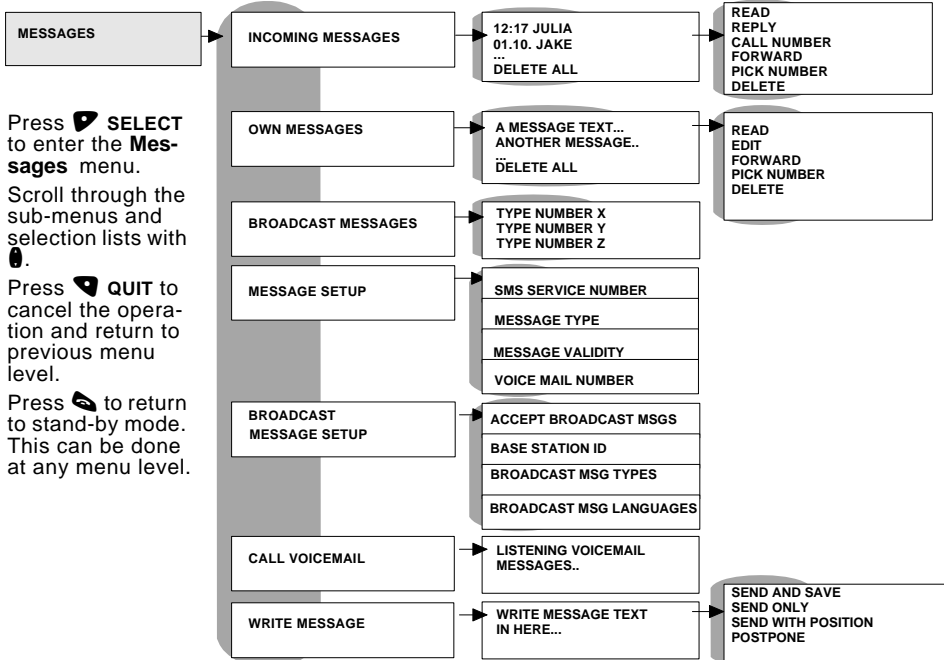 MESSAGES
Press SELECT
to enter the Mes-
sages menu.
Scroll through the
sub-menus and
selection lists with
.
Press QUIT to
cancel the opera-
tion and return to
previous menu
level.
Press to return
to stand-by mode.
This can be done
at any menu level.
INCOMING MESSAGES
12:17 JULIA
01.10. JAKE
...
DELETE ALL
READ
REPLY
CALL NUMBER
FORWARD
PICK NUMBER
DELETE
OWN MESSAGES
A MESSAGE TEXT...
ANOTHER MESSAGE..
...
DELETE ALL
READ
EDIT
FORWARD
PICK NUMBER
DELETE
BROADCAST MESSAGES
TYPE NUMBER X
TYPE NUMBER Y
TYPE NUMBER Z
MESSAGE SETUP
SMS SERVICE NUMBER
MESSAGE TYPE
MESSAGE VALIDITY
VOICE MAIL NUMBER
BROADCAST
MESSAGE SETUP
ACCEPT BROADCAST MSGS
BASE STATION ID
BROADCAST MSG TYPES
BROADCAST MSG LANGUAGES
CALL VOICEMAIL
LISTENING VOICEMAIL
MESSAGES..
WRITE MESSAGE
WRITE MESSAGE TEXT
IN HERE...
SEND AND SAVE
SEND ONLY
SEND WITH POSITION
POSTPONE